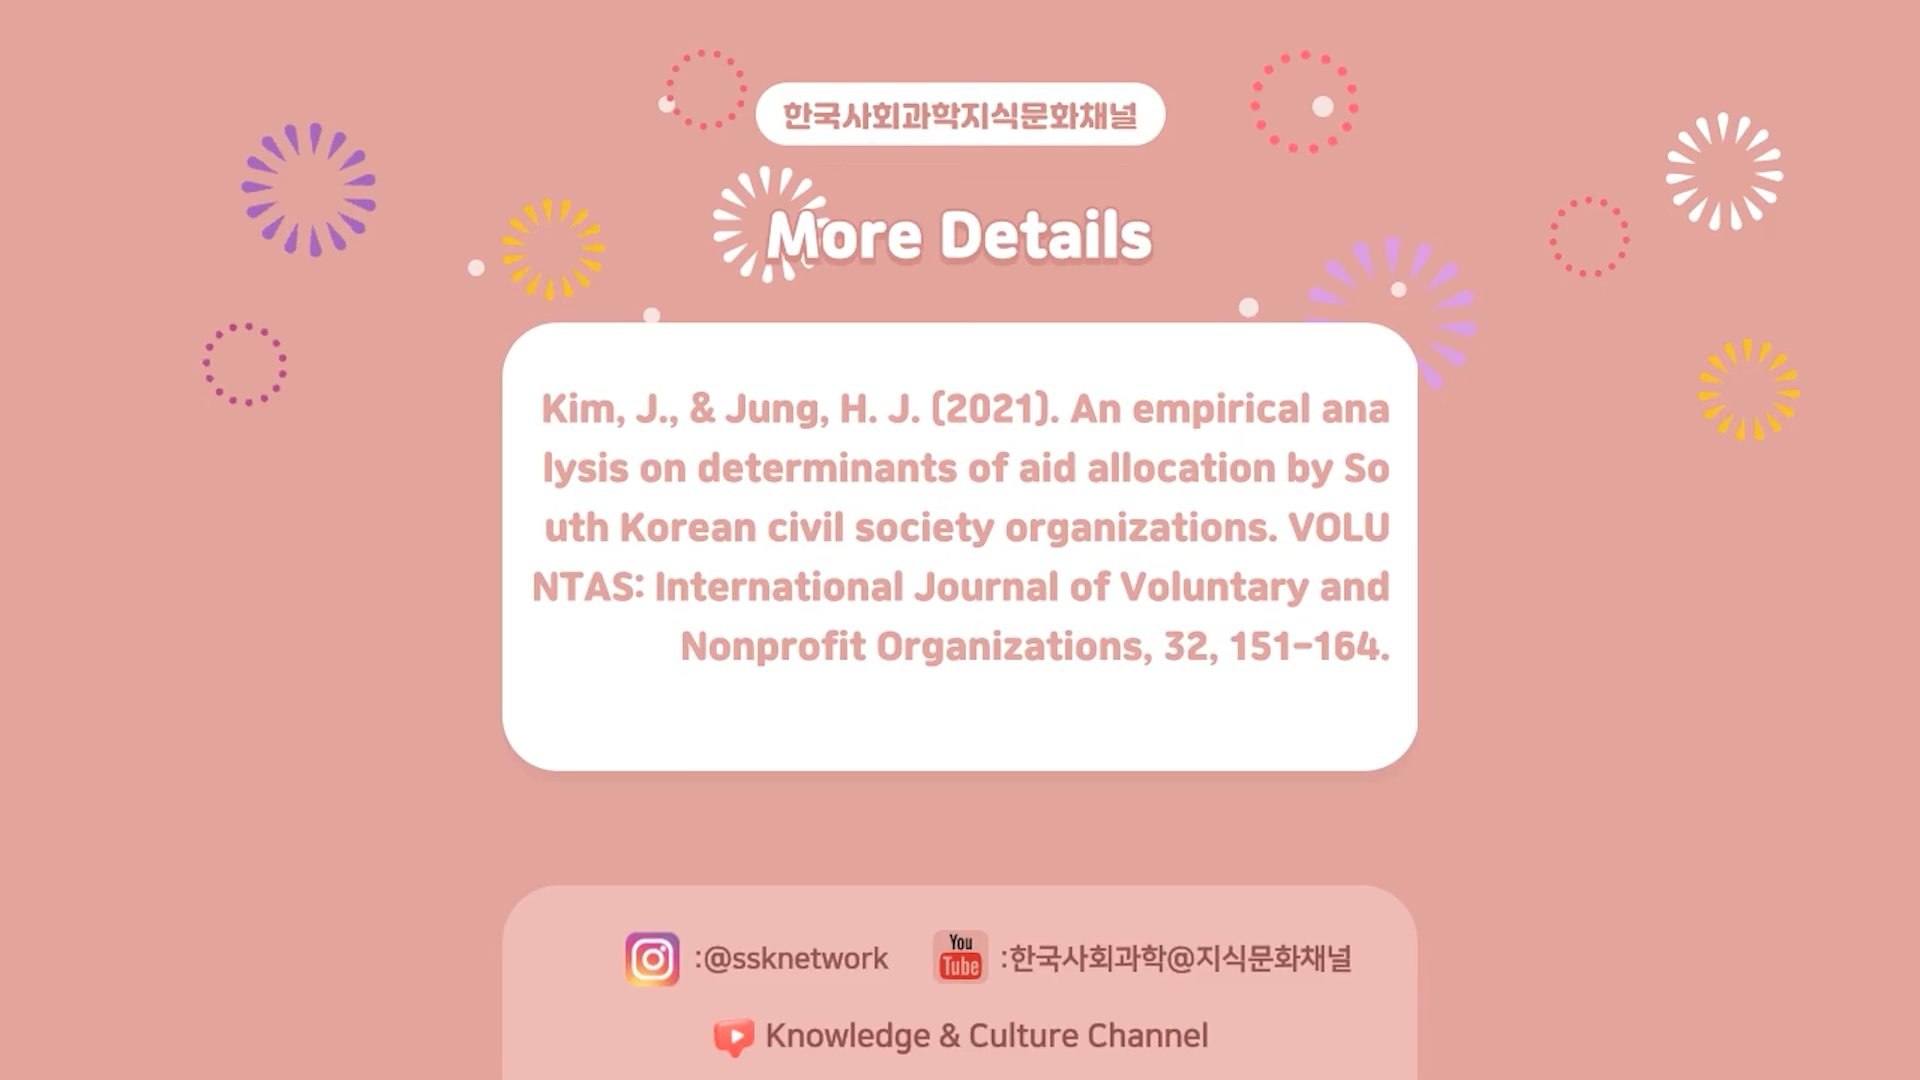 한국사회과학지식문화채널
More Details
Kim, J., & Jung, H. J. (2021). An empirical ana
lysis on determinants of aid allocation by So
uth Korean civil society organizations. VOLU
NTAS: International Journal of Voluntary and
Nonprofit Organizations, 32, 151–164.
:@ssknetwork
You
Tube
:한국사회과학@지식문화채널
Knowledge & Culture Channel